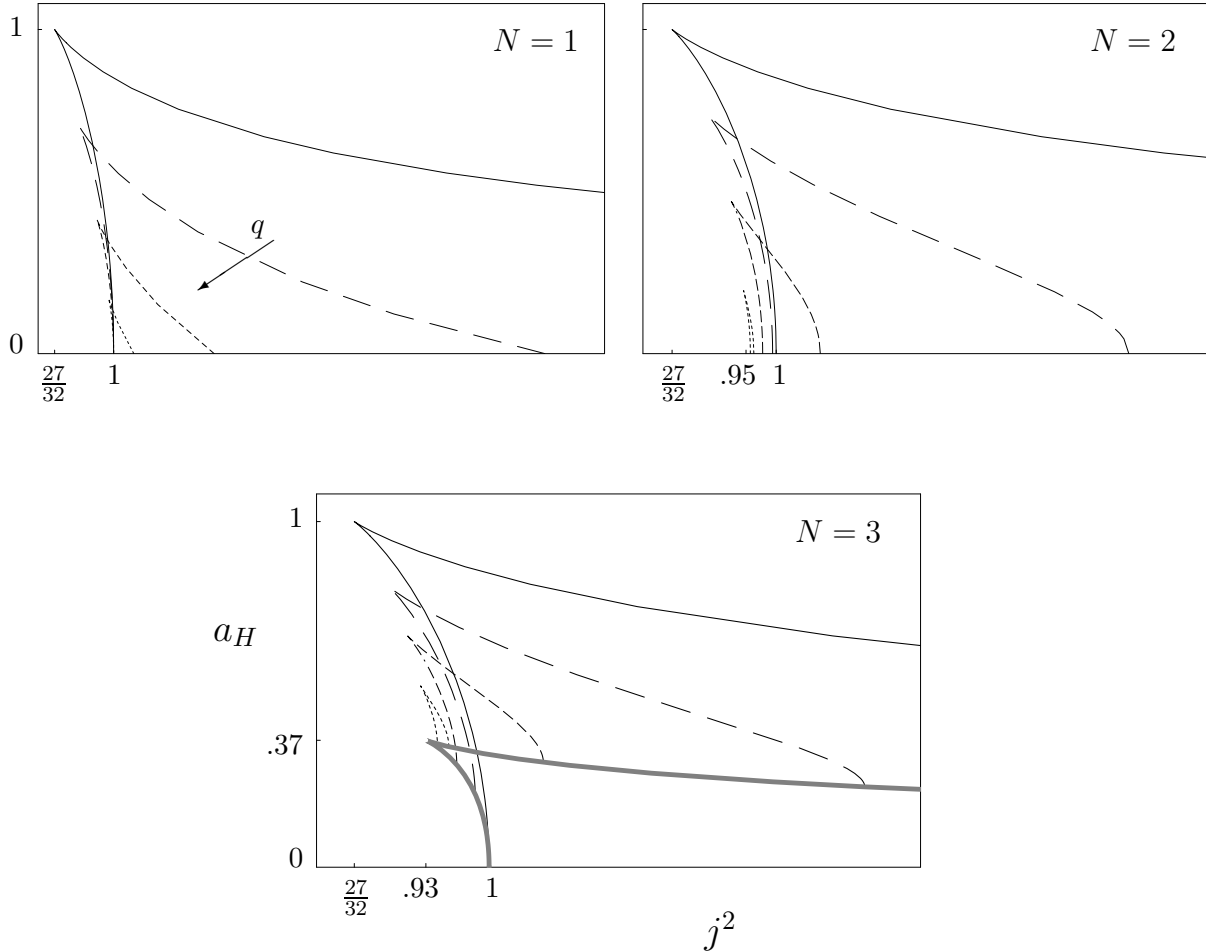 1
N = 1
q
0
27/32
1
N = 2
27/32
.95
1
1
N = 3
a_H
.37
0
27/32
.93
1
j^2